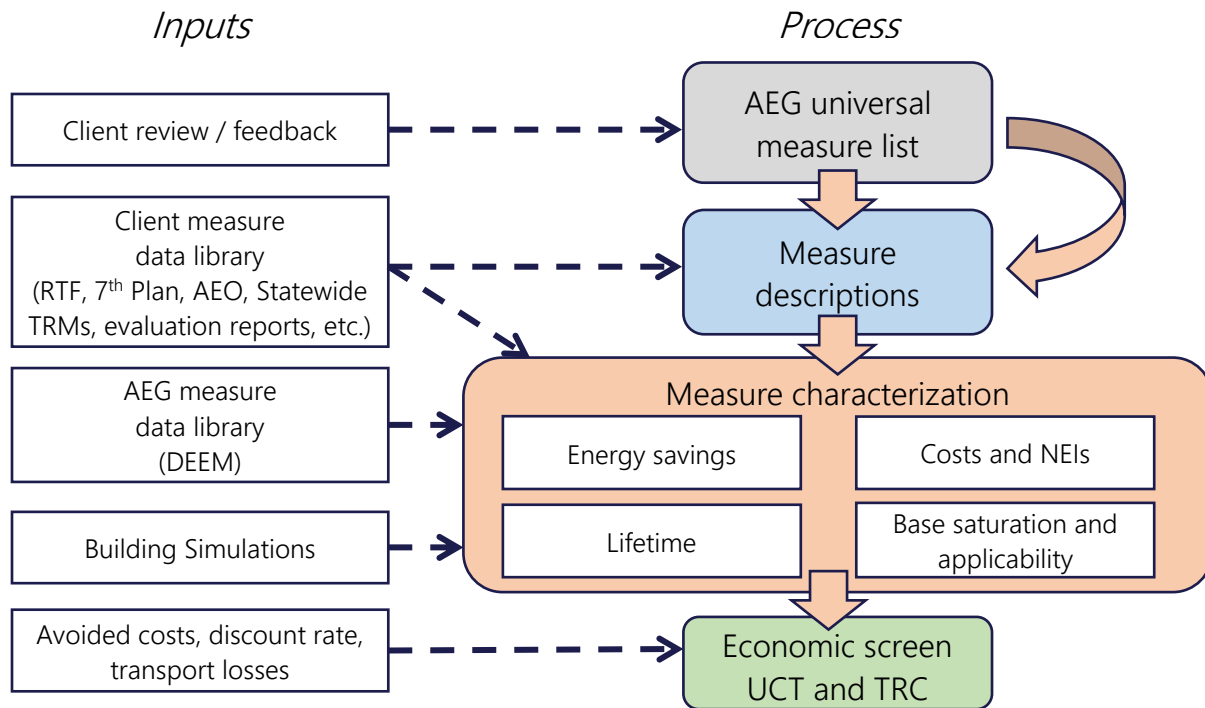 Inputs
Process
Client review / feedback
AEG universal
measure list
Client measure
data library
(RTF, 7th Plan, AEO, Statewide
TRMs, evaluation reports, etc.)
Measure
descriptions
AEG measure
data library
(DEEM)
Measure characterization
Energy savings
Costs and NEIs
Building Simulations
Lifetime
Base saturation and
applicability
Avoided costs, discount rate,
transport losses
Economic screen
UCT and TRC